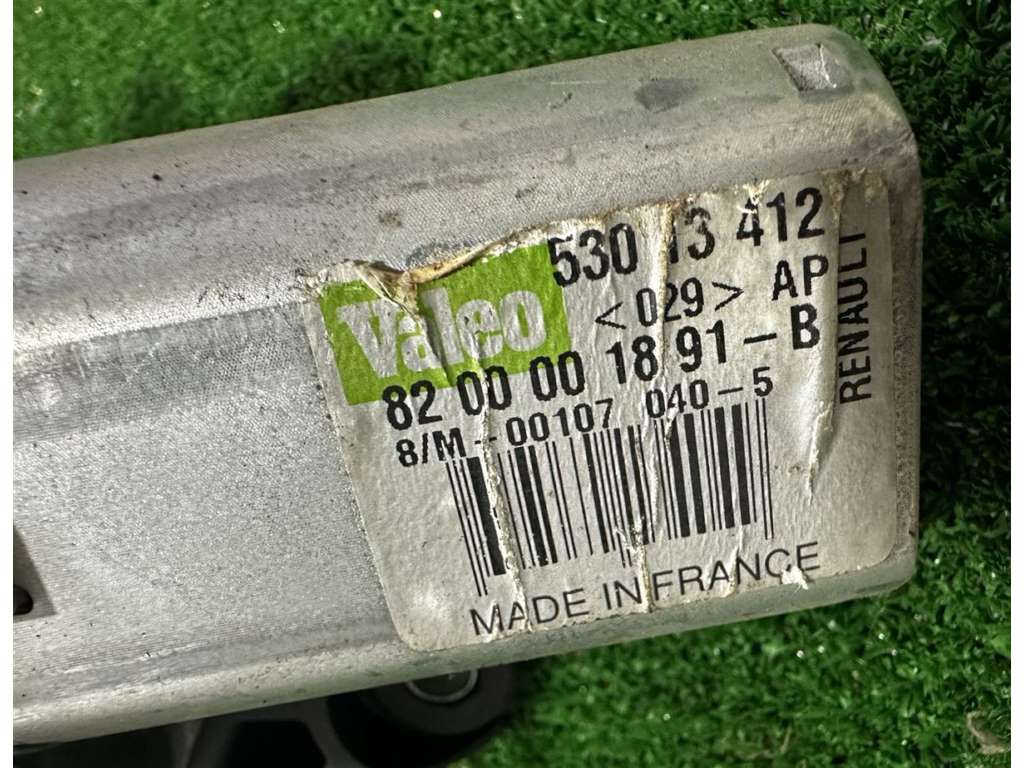 Valeo
530 13 412
<029> AP
82 00 00 18 91-B
8/M-00107 040-5
MADE IN FRANCE
RENAULT